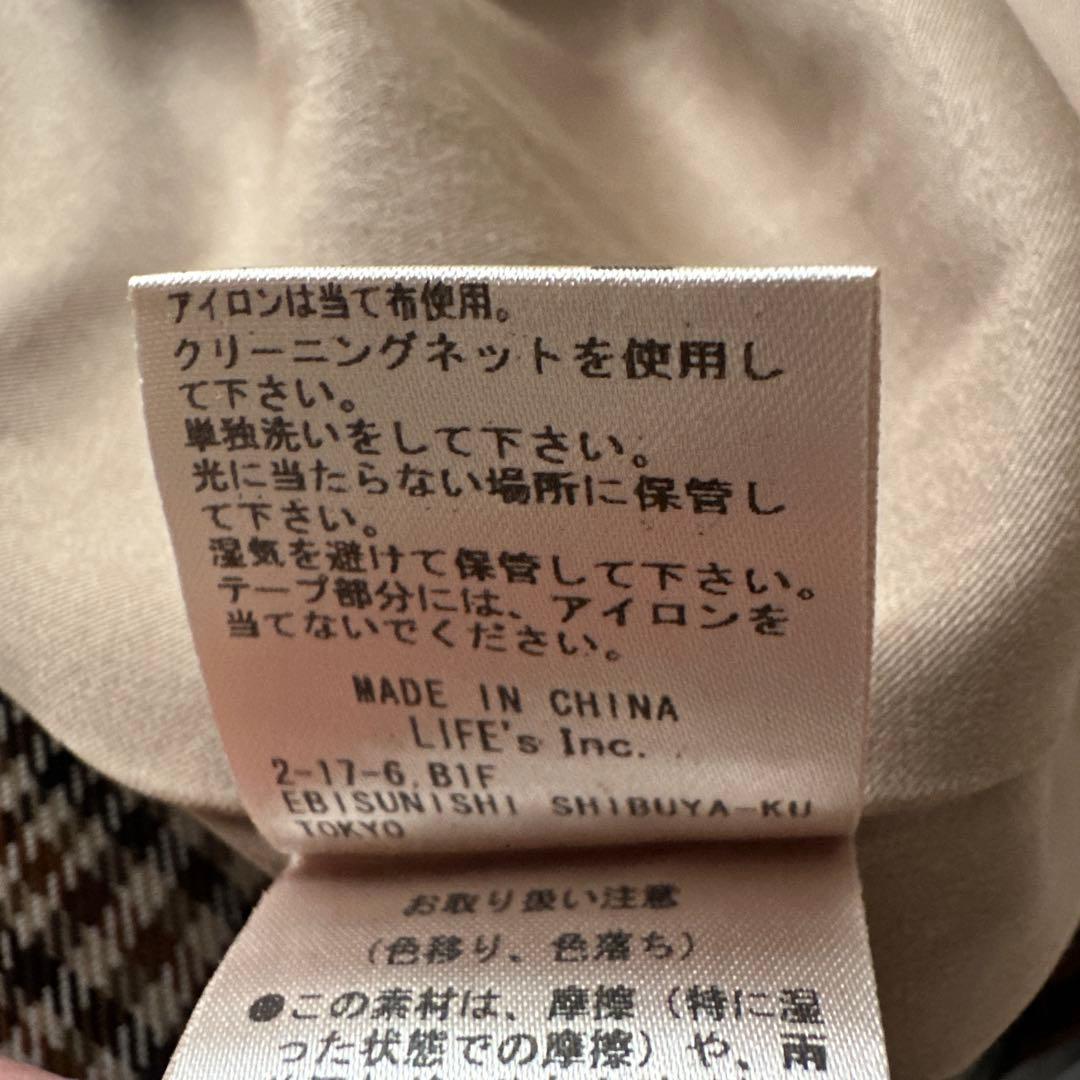 アイロンは当て布使用。
クリーニングネットを使用し
て下さい。
単独洗いをして下さい。
光に当たらない場所に保管し
て下さい。
湿気を避けて保管して下さい。
テープ部分には、アイロンを
当てないでください。
MADE IN CHINA
LIFE's Inc.
2-17-6,B1F
EBISUNISHI SHIBUYA-KU
TOKYO
お取り扱い注意
(色移り、色落ち)
●この素材は、摩擦(特に湿
った状態での摩擦)や、雨